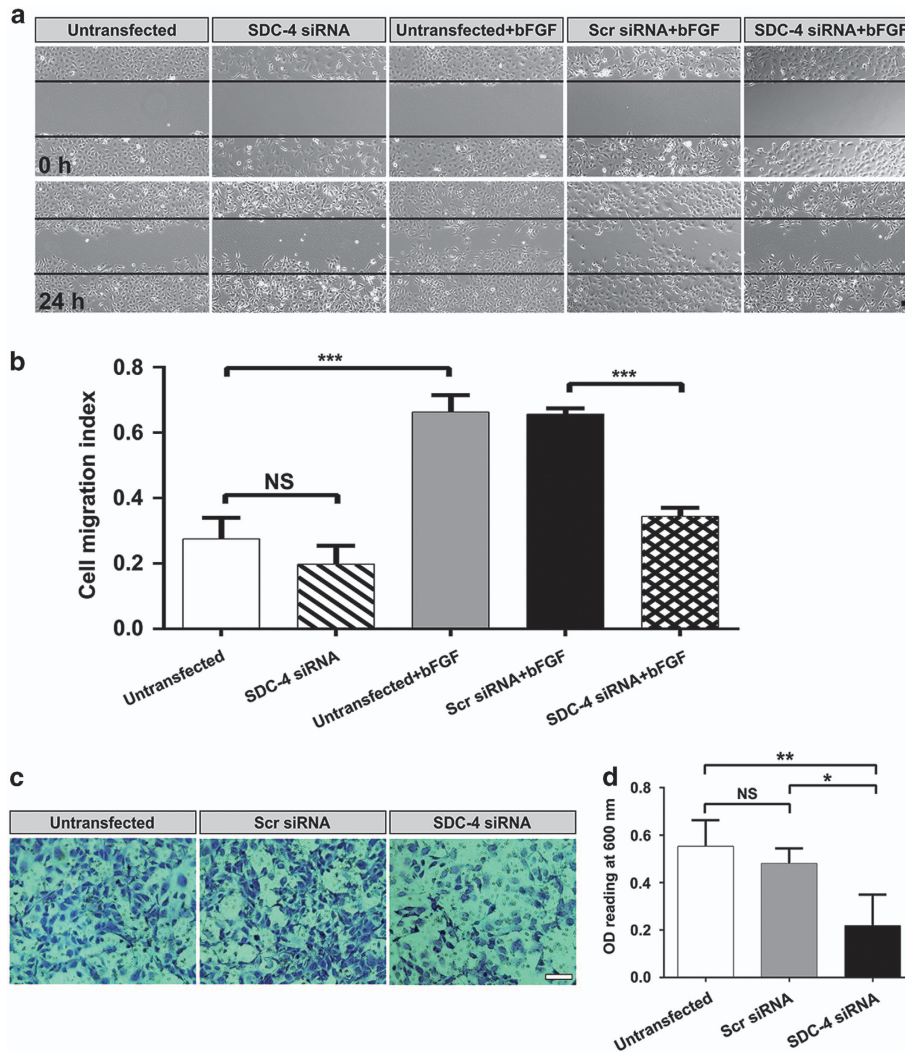 a
Untransfected SDC-4 siRNA Untransfected+bFGF Scr siRNA+bFGF SDC-4 siRNA+bFGF
0 h
24 h
b
Cell migration index
0.8
0.6
0.4
0.2
0.0
***
***
NS
Untransfected
SDC-4 siRNA
Untransfected+bFGF
Scr siRNA+bFGF
SDC-4 siRNA+bFGF
c
Untransfected Scr siRNA SDC-4 siRNA
d
OD reading at 600 nm
0.8
0.6
0.4
0.2
0.0
**
*
NS
Untransfected
Scr siRNA
SDC-4 siRNA